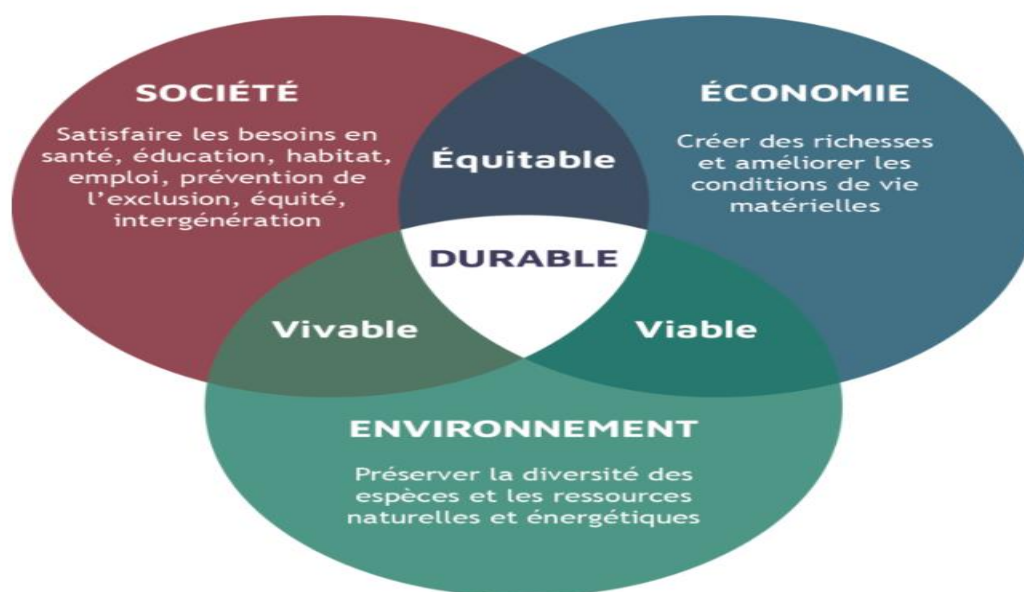 SOCIÉTÉ
Satisfaire les besoins en
santé, éducation, habitat,
emploi, prévention de
l'exclusion, équité,
intergénération
Équitable
ÉCONOMIE
Créer des richesses
et améliorer les
conditions de vie
matérielles
DURABLE
Vivable
Viable
ENVIRONNEMENT
Préserver la diversité des
espèces et les ressources
naturelles et énergétiques